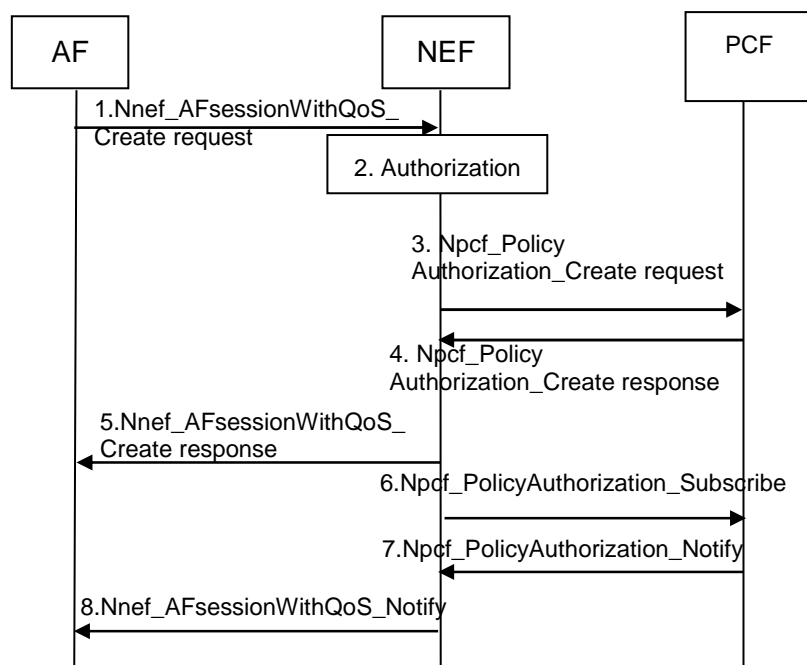 AF
NEF
PCF
1.Nnef_AFsessionWithQoS_
Create request
2. Authorization
3. Npcf_Policy
Authorization_Create request
4. Npcf_Policy
Authorization_Create response
5.Nnef_AFsessionWithQoS_
Create response
6.Npcf_PolicyAuthorization_Subscribe
7.Npcf_PolicyAuthorization_Notify
8.Nnef_AFsessionWithQoS_Notify